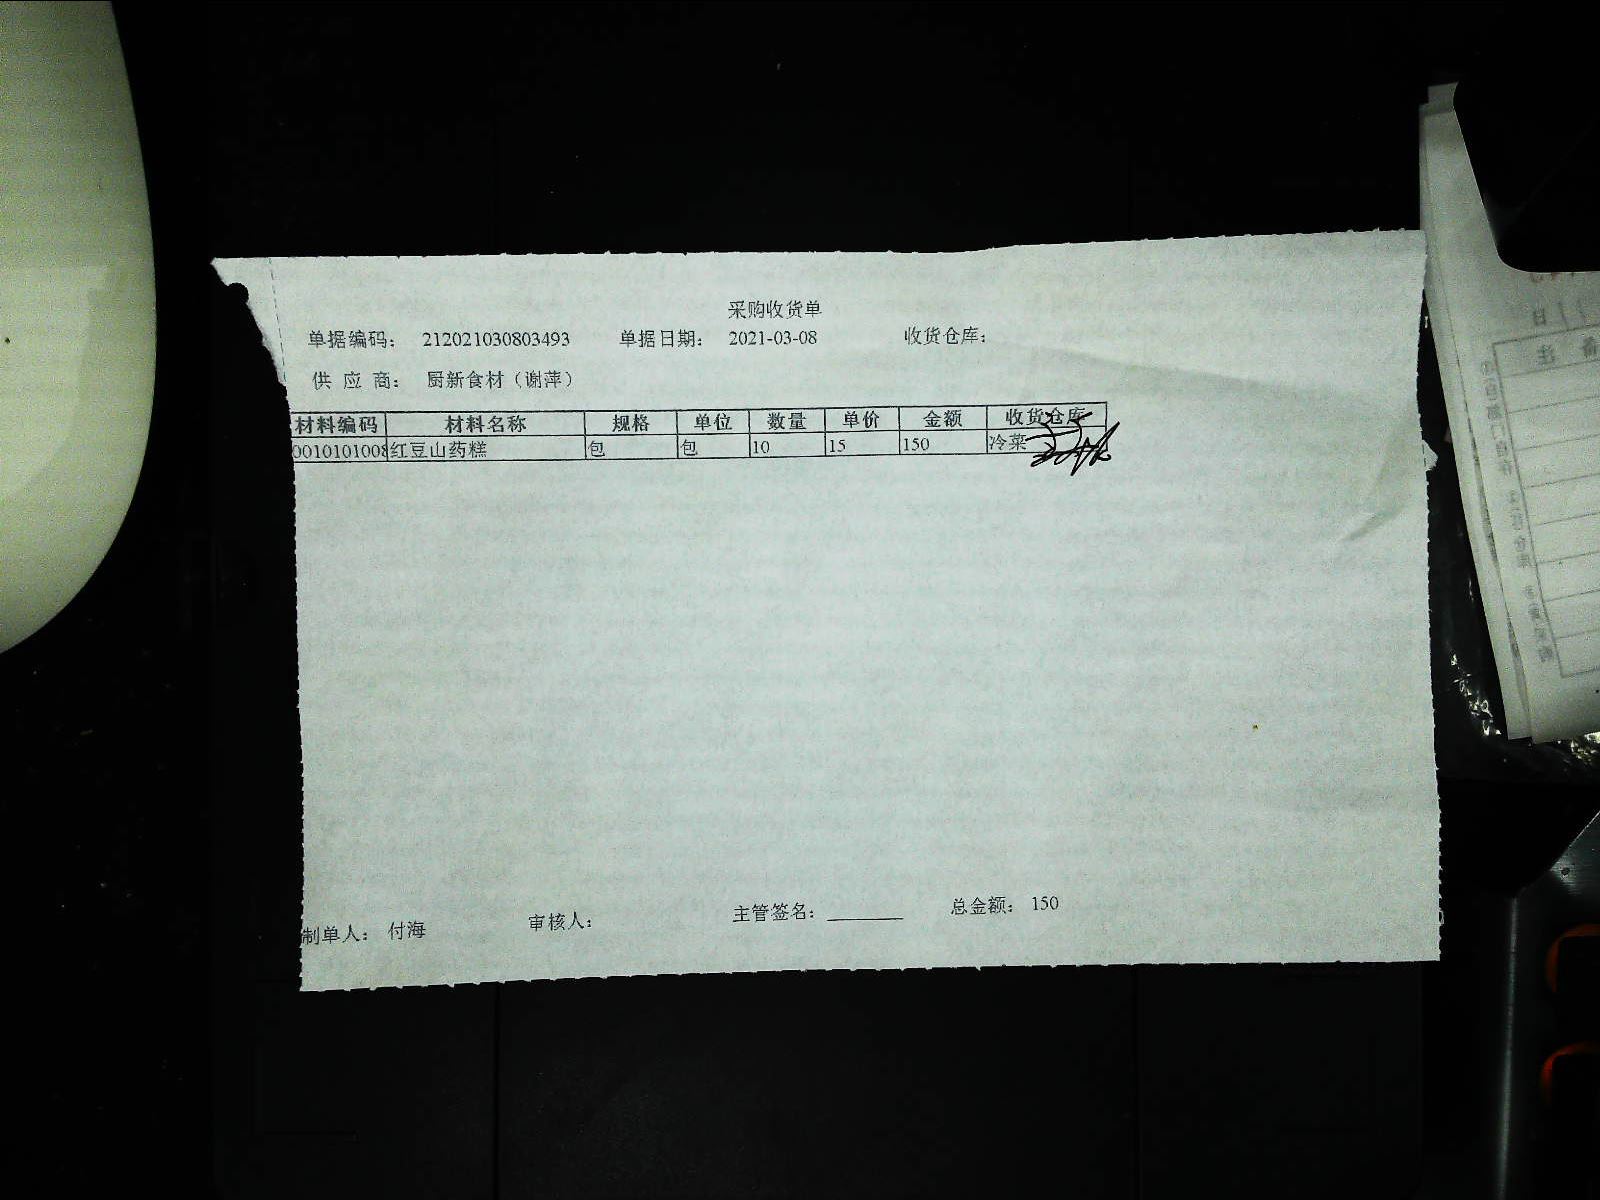 采购收货单
单据编码： 212021030803493 单据日期： 2021-03-08 收货仓库：
供 应 商： 厨新食材（谢萍）
材料编码 材料名称 规格 单位 数量 单价 金额 收货仓库
0010101008 红豆山药糕 包 包 10 15 150 冷菜
制单人： 付海 审核人： 主管签名： ________ 总金额： 150